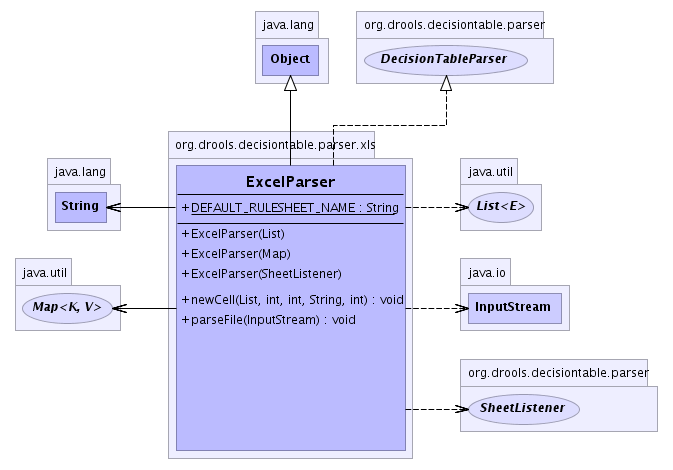 java.lang
Object
org.drools.decisiontable.parser
DecisionTableParser
org.drools.decisiontable.parser.xls
ExcelParser
+ DEFAULT_RULESHEET_NAME : String
+ ExcelParser(List)
+ ExcelParser(Map)
+ ExcelParser(SheetListener)
+ newCell(List, int, int, String, int) : void
+ parseFile(InputStream) : void
java.lang
String
java.util
Map<K, V>
java.util
List<E>
java.io
InputStream
org.drools.decisiontable.parser
SheetListener